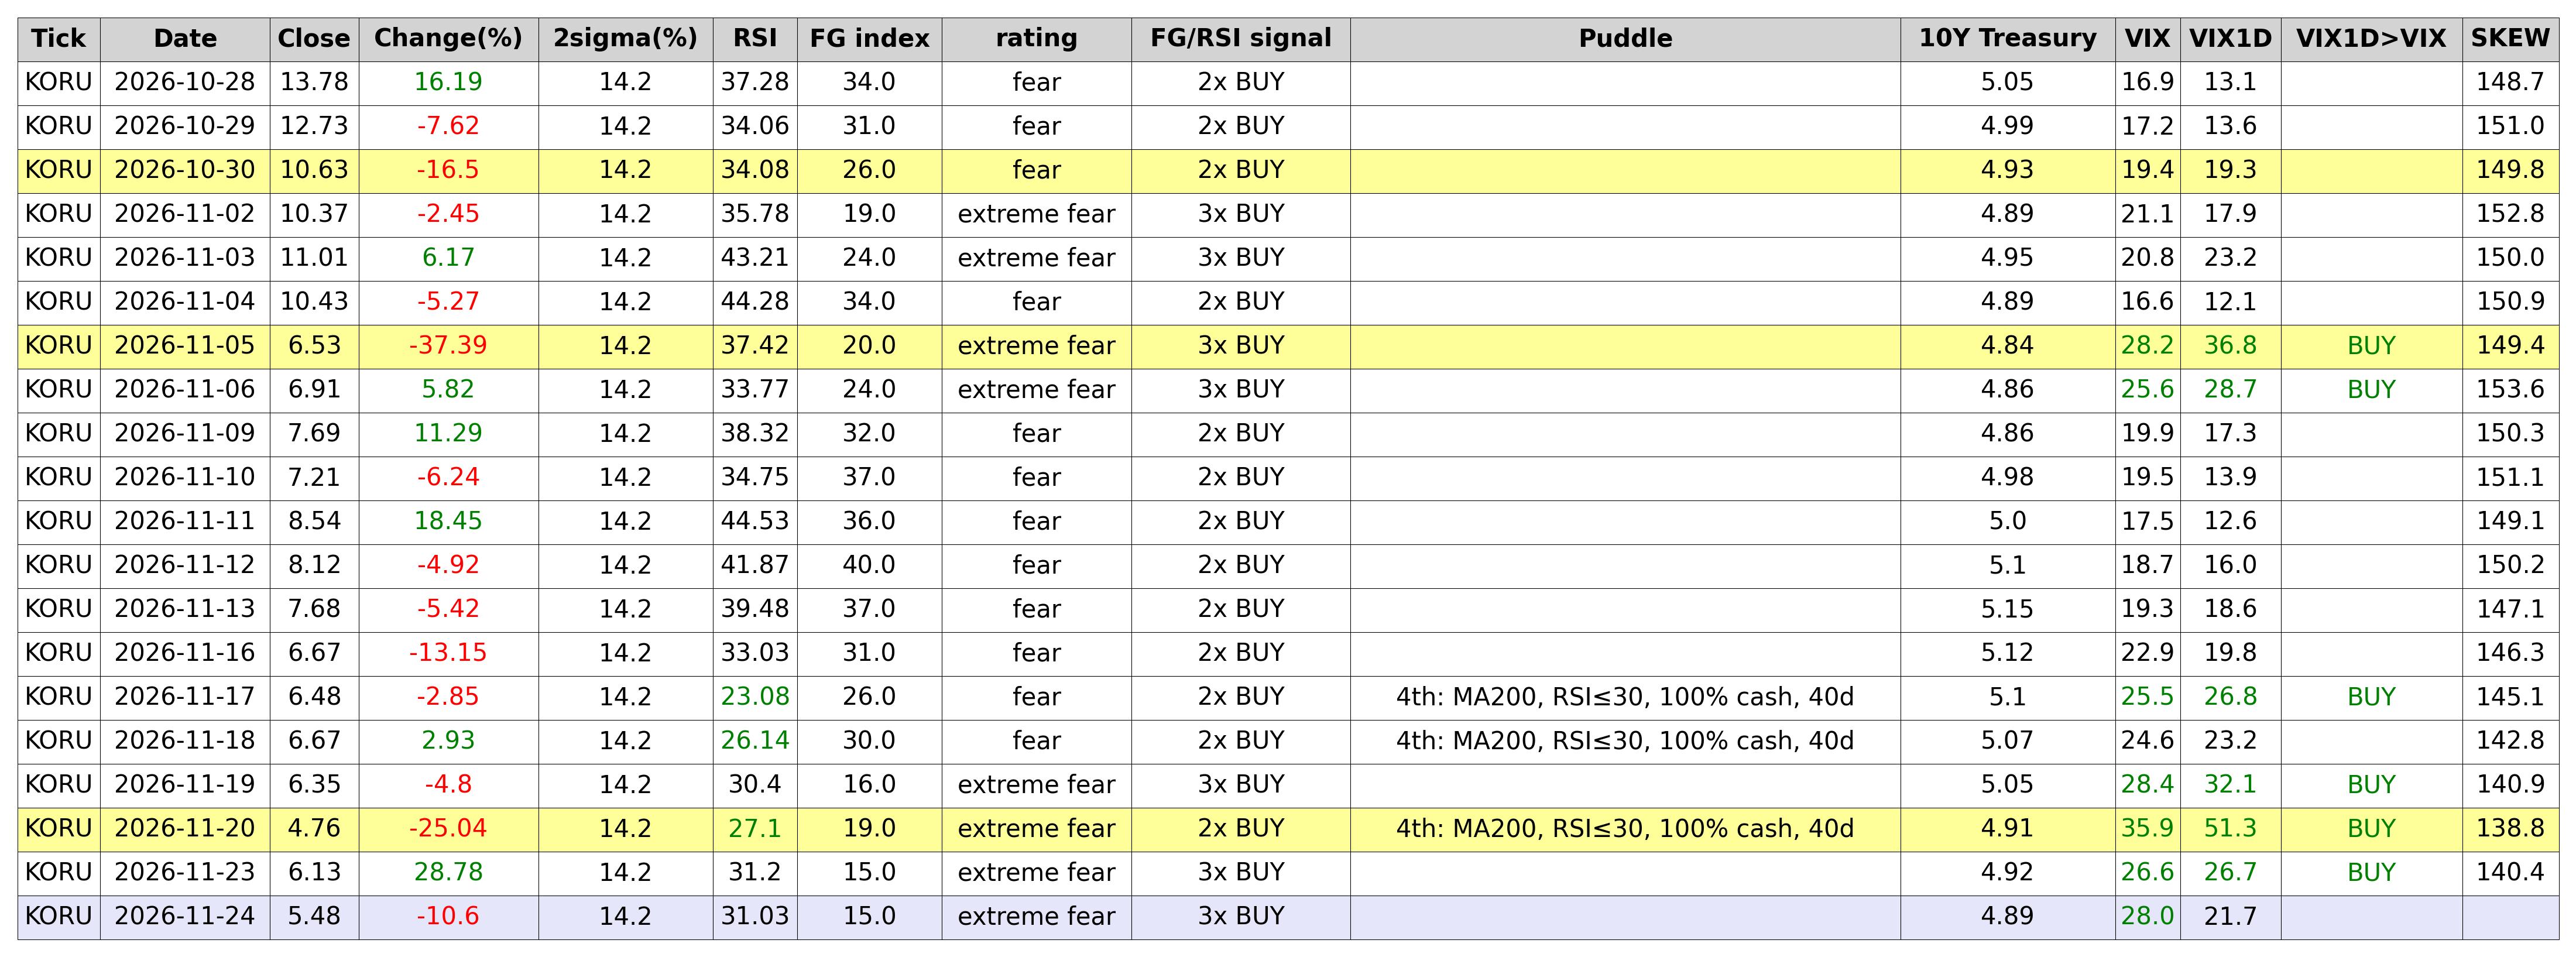 Tick Date Close Change(%) 2sigma(%) RSI FG index rating FG/RSI signal Puddle 10Y Treasury VIX VIX1D VIX1D>VIX SKEW
KORU 2026-10-28 13.78 16.19 14.2 37.28 34.0 fear 2x BUY 5.05 16.9 13.1 148.7
KORU 2026-10-29 12.73 -7.62 14.2 34.06 31.0 fear 2x BUY 4.99 17.2 13.6 151.0
KORU 2026-10-30 10.63 -16.5 14.2 34.08 26.0 fear 2x BUY 4.93 19.4 19.3 149.8
KORU 2026-11-02 10.37 -2.45 14.2 35.78 19.0 extreme fear 3x BUY 4.89 21.1 17.9 152.8
KORU 2026-11-03 11.01 6.17 14.2 43.21 24.0 extreme fear 3x BUY 4.95 20.8 23.2 150.0
KORU 2026-11-04 10.43 -5.27 14.2 44.28 34.0 fear 2x BUY 4.89 16.6 12.1 150.9
KORU 2026-11-05 6.53 -37.39 14.2 37.42 20.0 extreme fear 3x BUY 4.84 28.2 36.8 BUY 149.4
KORU 2026-11-06 6.91 5.82 14.2 33.77 24.0 extreme fear 3x BUY 4.86 25.6 28.7 BUY 153.6
KORU 2026-11-09 7.69 11.29 14.2 38.32 32.0 fear 2x BUY 4.86 19.9 17.3 150.3
KORU 2026-11-10 7.21 -6.24 14.2 34.75 37.0 fear 2x BUY 4.98 19.5 13.9 151.1
KORU 2026-11-11 8.54 18.45 14.2 44.53 36.0 fear 2x BUY 5.0 17.5 12.6 149.1
KORU 2026-11-12 8.12 -4.92 14.2 41.87 40.0 fear 2x BUY 5.1 18.7 16.0 150.2
KORU 2026-11-13 7.68 -5.42 14.2 39.48 37.0 fear 2x BUY 5.15 19.3 18.6 147.1
KORU 2026-11-16 6.67 -13.15 14.2 33.03 31.0 fear 2x BUY 5.12 22.9 19.8 146.3
KORU 2026-11-17 6.48 -2.85 14.2 23.08 26.0 fear 2x BUY 4th: MA200, RSI≤30, 100% cash, 40d 5.1 25.5 26.8 BUY 145.1
KORU 2026-11-18 6.67 2.93 14.2 26.14 30.0 fear 2x BUY 4th: MA200, RSI≤30, 100% cash, 40d 5.07 24.6 23.2 142.8
KORU 2026-11-19 6.35 -4.8 14.2 30.4 16.0 extreme fear 3x BUY 5.05 28.4 32.1 BUY 140.9
KORU 2026-11-20 4.76 -25.04 14.2 27.1 19.0 extreme fear 2x BUY 4th: MA200, RSI≤30, 100% cash, 40d 4.91 35.9 51.3 BUY 138.8
KORU 2026-11-23 6.13 28.78 14.2 31.2 15.0 extreme fear 3x BUY 4.92 26.6 26.7 BUY 140.4
KORU 2026-11-24 5.48 -10.6 14.2 31.03 15.0 extreme fear 3x BUY 4.89 28.0 21.7